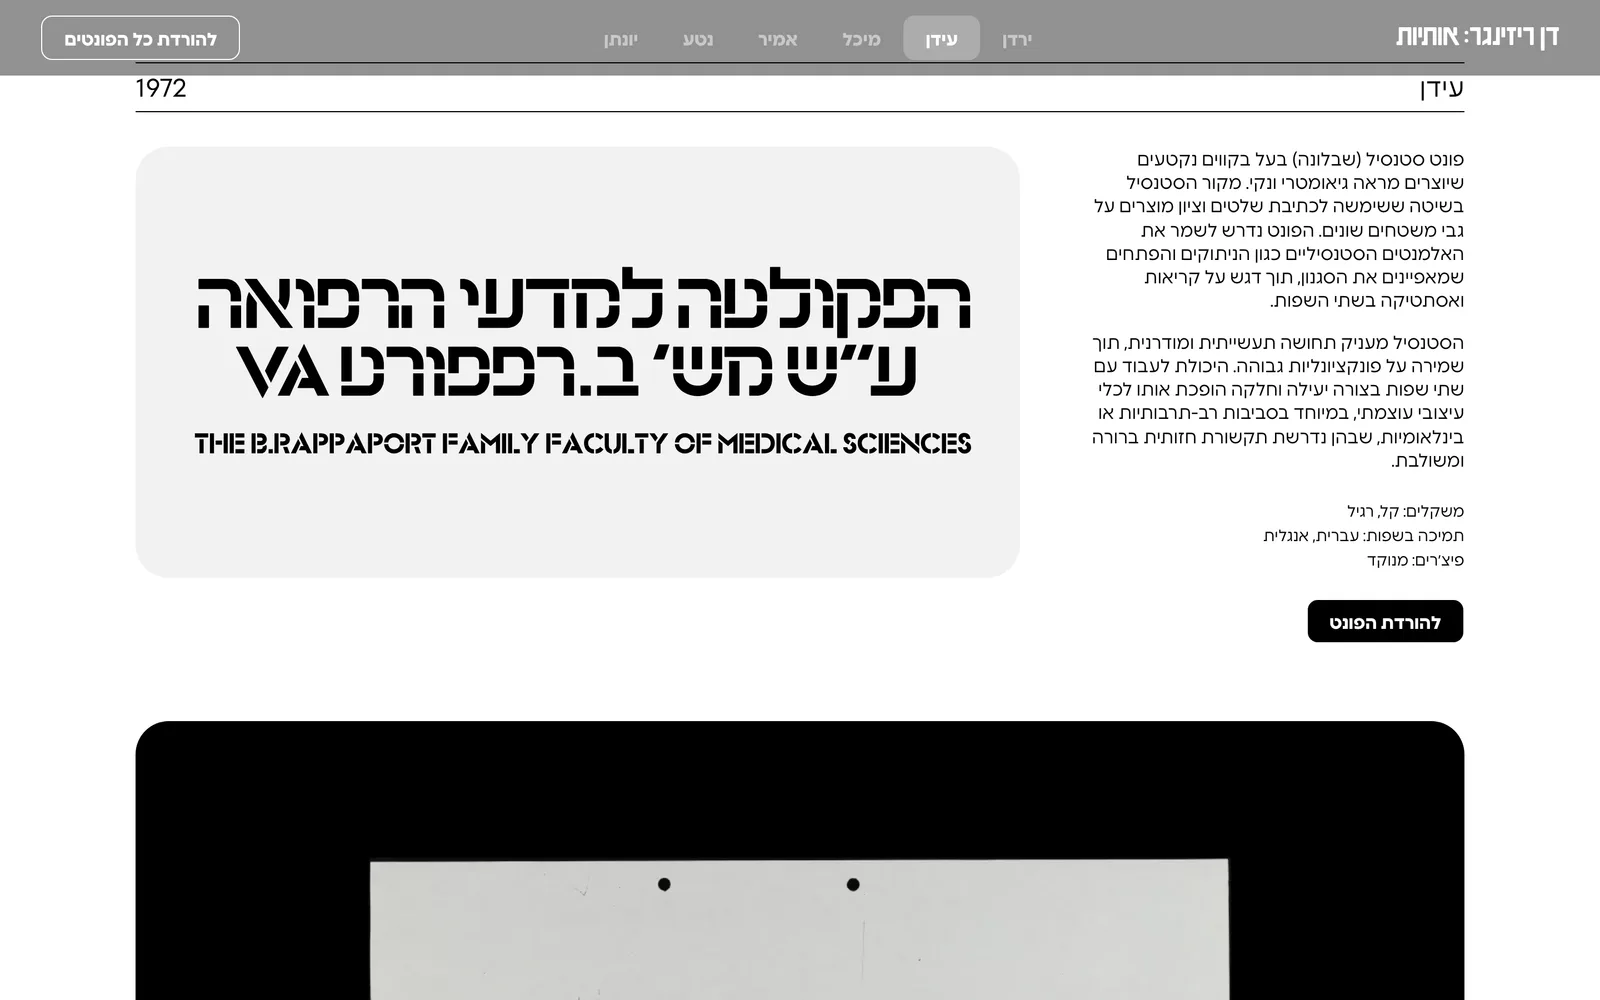 דן ריזינגר: אותיות
ירדן
עידן
מיכל
אמיר
נטע
יונתן
להורדת כל הפונטים
עידן
1972
פונט סטנסיל (שבלונה) בעל בקווים נקטעים
שיוצרים מראה גיאומטרי ונקי. מקור הסטנסיל
בשיטה ששימשה לכתיבת שלטים וציון מוצרים על
גבי משטחים שונים. הפונט נדרש לשמר את
האלמנטים הסטנסיליים כגון הניתוקים והפתחים
שמאפיינים את הסגנון, תוך דגש על קריאות
ואסתטיקה בשתי השפות.
הסטנסיל מעניק תחושה תעשייתית ומודרנית, תוך
שמירה על פונקציונליות גבוהה. היכולת לעבוד עם
שתי שפות בצורה יעילה וחלקה הופכת אותו לכלי
עיצובי עוצמתי, במיוחד בסביבות רב-תרבותיות או
בינלאומיות, שבהן נדרשת תקשורת חזותית ברורה
ומשולבת.
משקלים: קל, רגיל
תמיכה בשפות: עברית, אנגלית
פיצ׳רים: מנוקד
להורדת הפונט
הפקולטה למדעי הרפואה
ע״ש מש׳ ב.רפפורט VA
THE B.RAPPAPORT FAMILY FACULTY OF MEDICAL SCIENCES